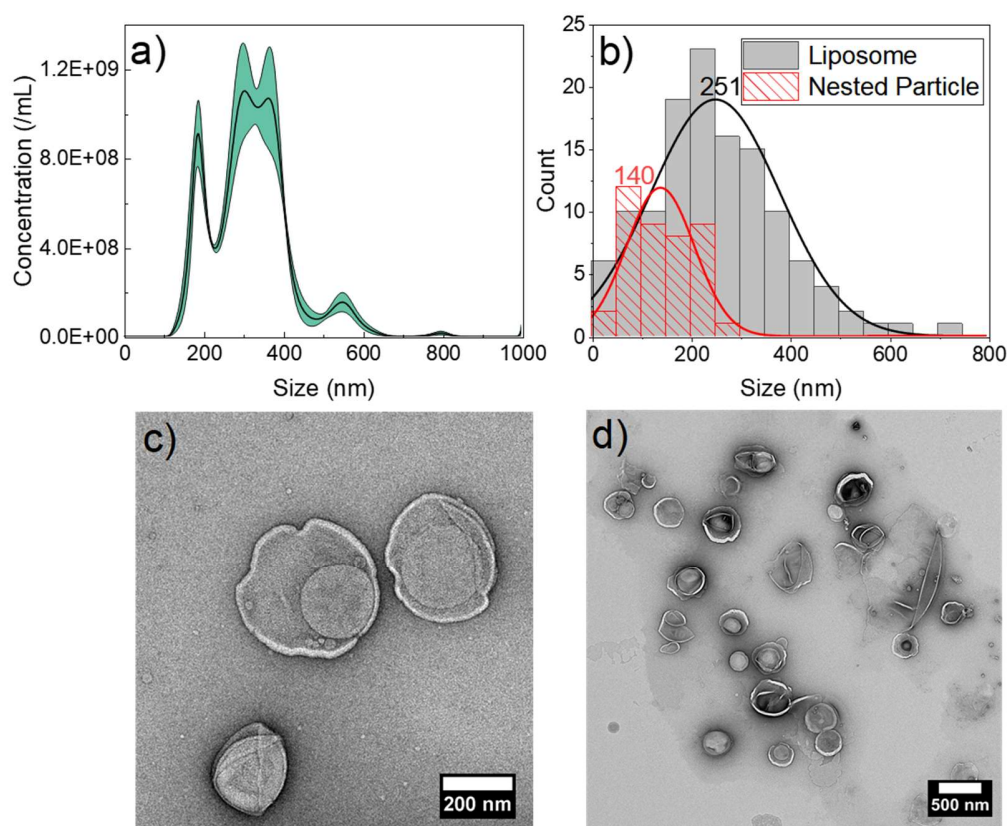 a)
Concentration (/mL)
1.2E+09
8.0E+08
4.0E+08
0.0E+00
0 200 400 600 800 1000
Size (nm)
b)
Count
25
20
15
10
5
0
251
140
Liposome
Nested Particle
0 200 400 600 800
Size (nm)
c)
200 nm
d)
500 nm